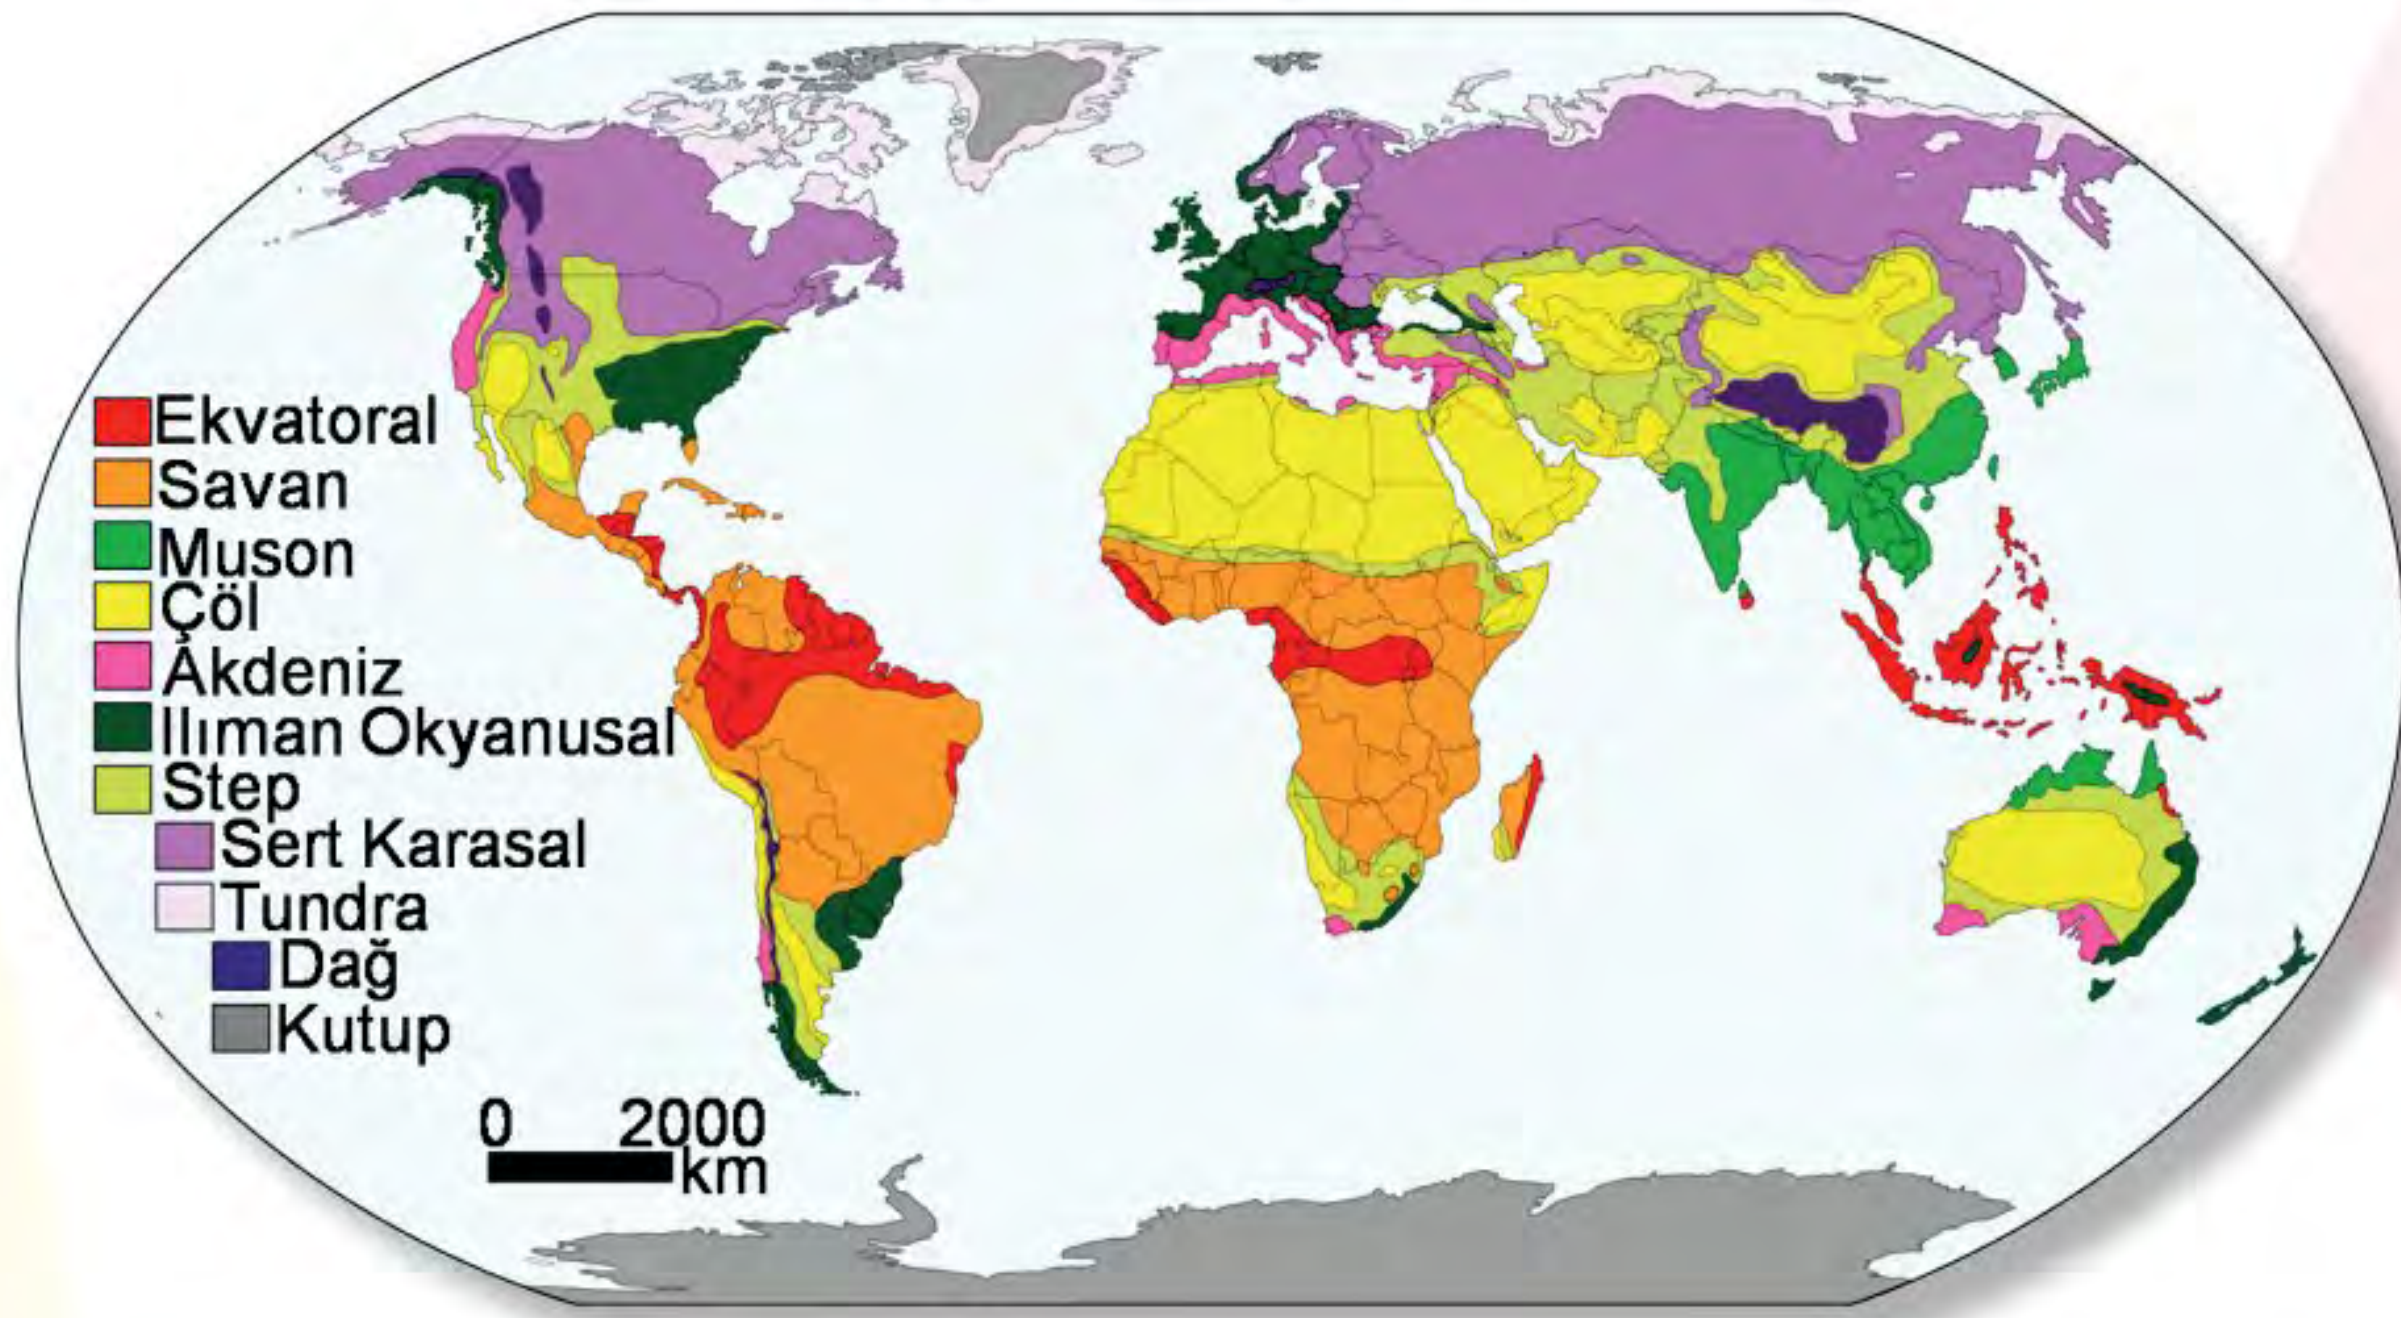 Ekvatoral
Savan
Muson
Çöl
Akdeniz
Ilıman Okyanusal
Step
Sert Karasal
Tundra
Dağ
Kutup
0 2000
km